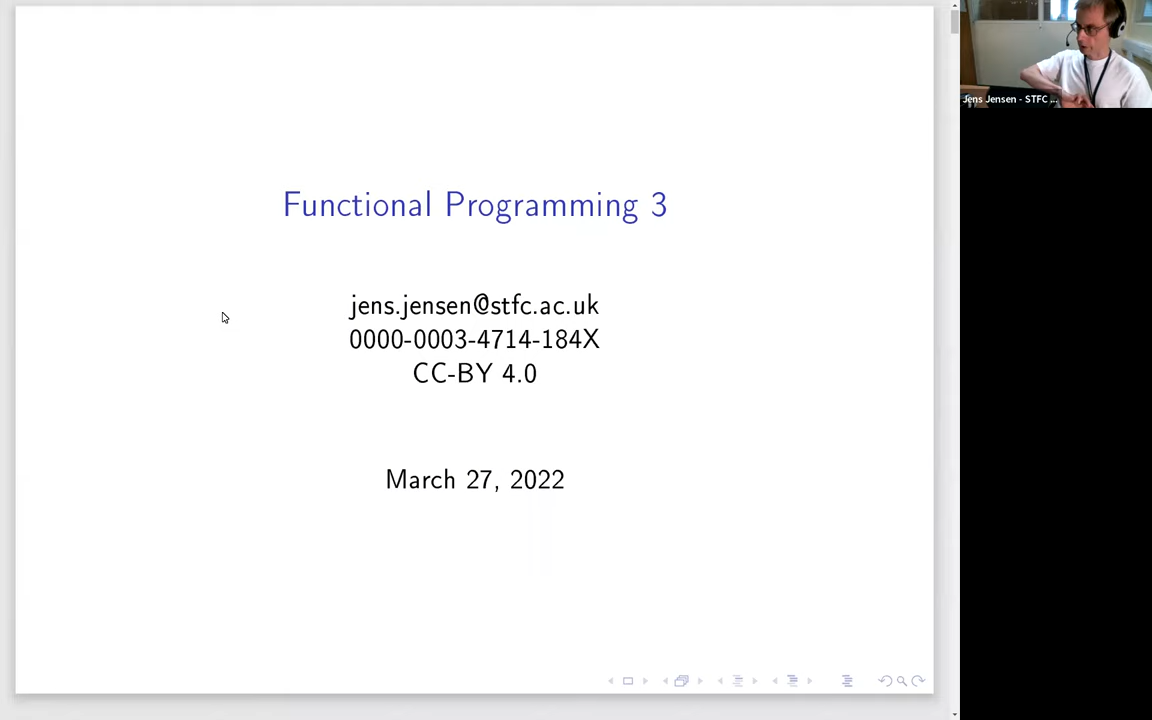 Functional Programming 3
jens.jensen@stfc.ac.uk
0000-0003-4714-184X
CC-BY 4.0
March 27, 2022
Jens Jensen - STFC ...